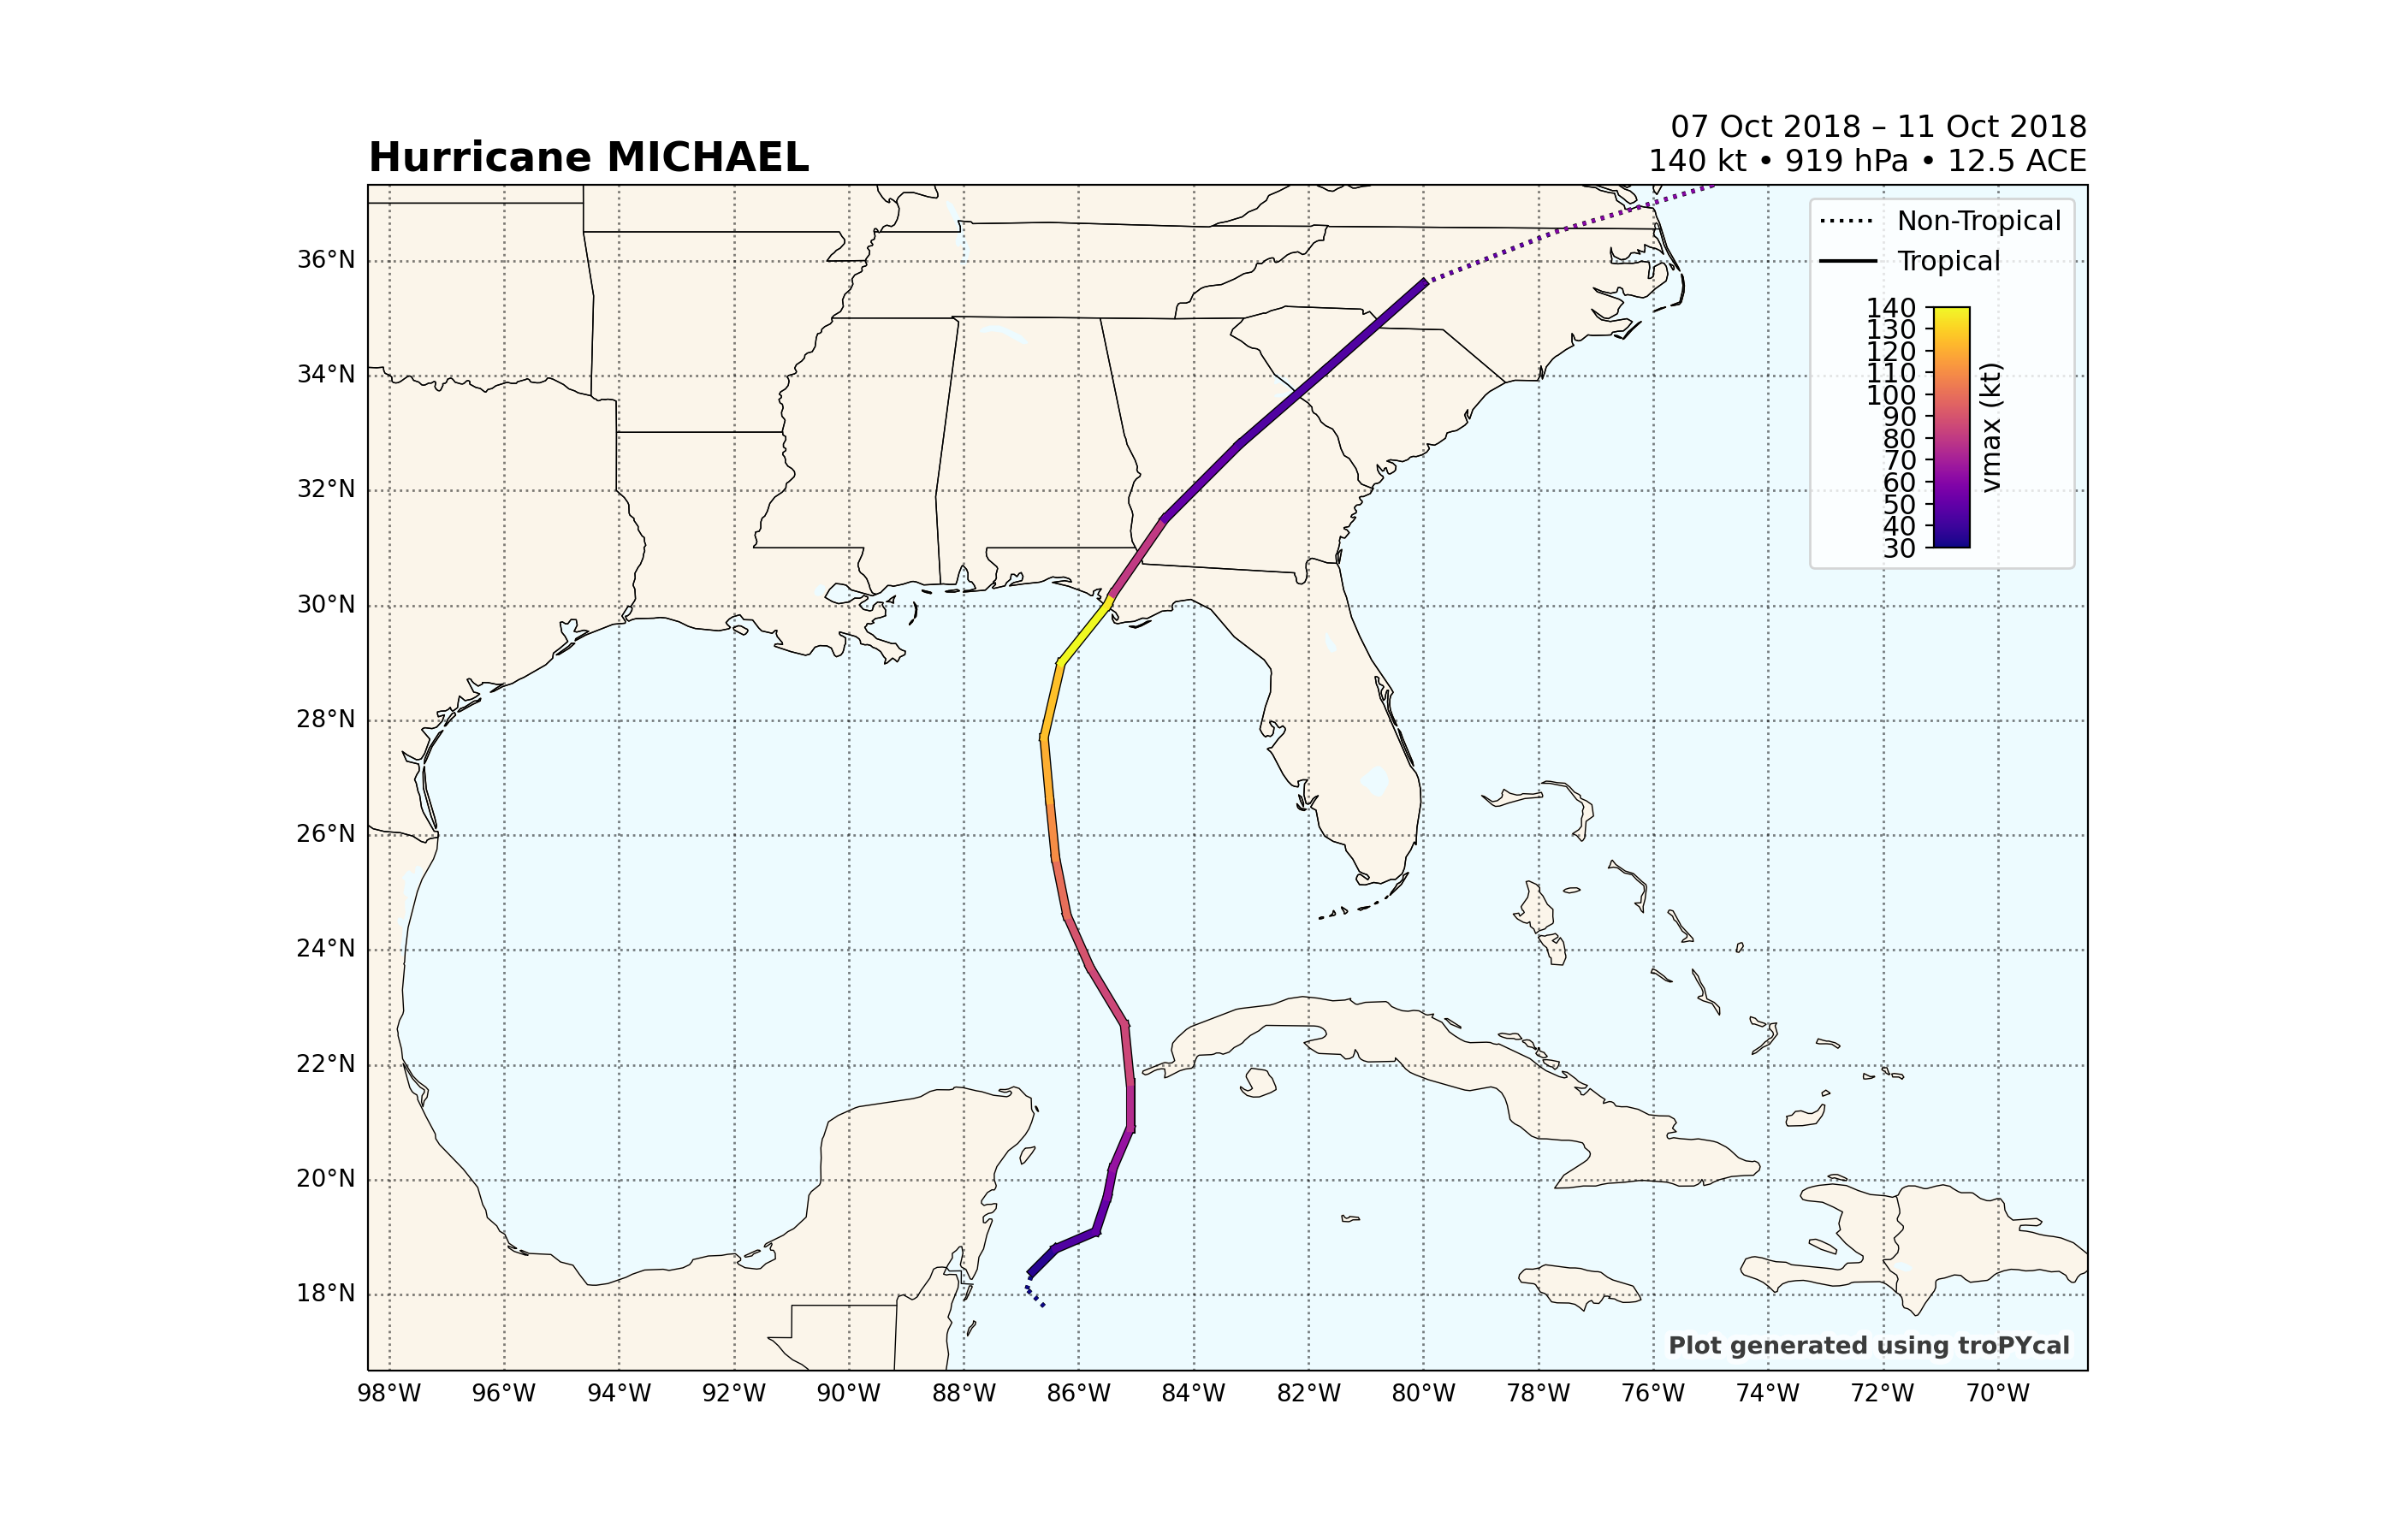 07 Oct 2018 – 11 Oct 2018
Hurricane MICHAEL
140 kt • 919 hPa • 12.5 ACE
Non-Tropical
Tropical
140
130
120
110
100
90
80
70
60
50
40
30
vmax (kt)
36°N
34°N
32°N
30°N
28°N
26°N
24°N
22°N
20°N
18°N
Plot generated using troPYcal
98°W 96°W 94°W 92°W 90°W 88°W 86°W 84°W 82°W 80°W 78°W 76°W 74°W 72°W 70°W